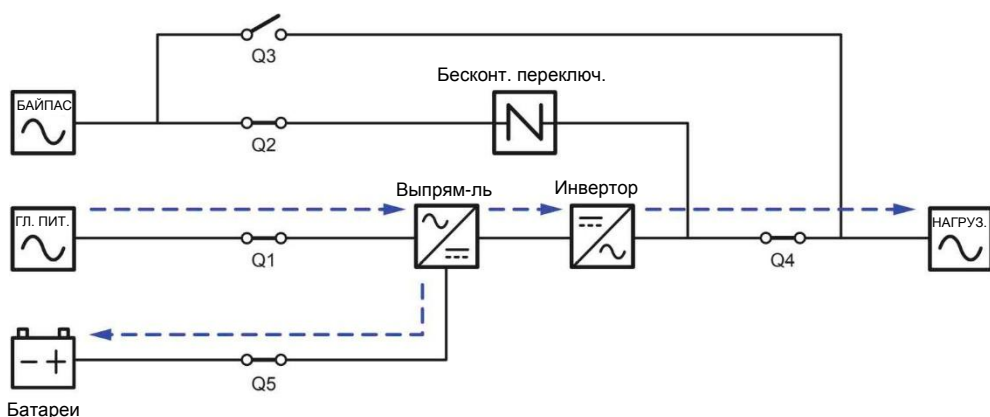 Q3
Бесконт. переключ.
БАЙПАС
Q2
Выпрям-ль
Инвертор
ГЛ. ПИТ.
НАГРУЗ.
Q1
Q4
Q5
Батареи